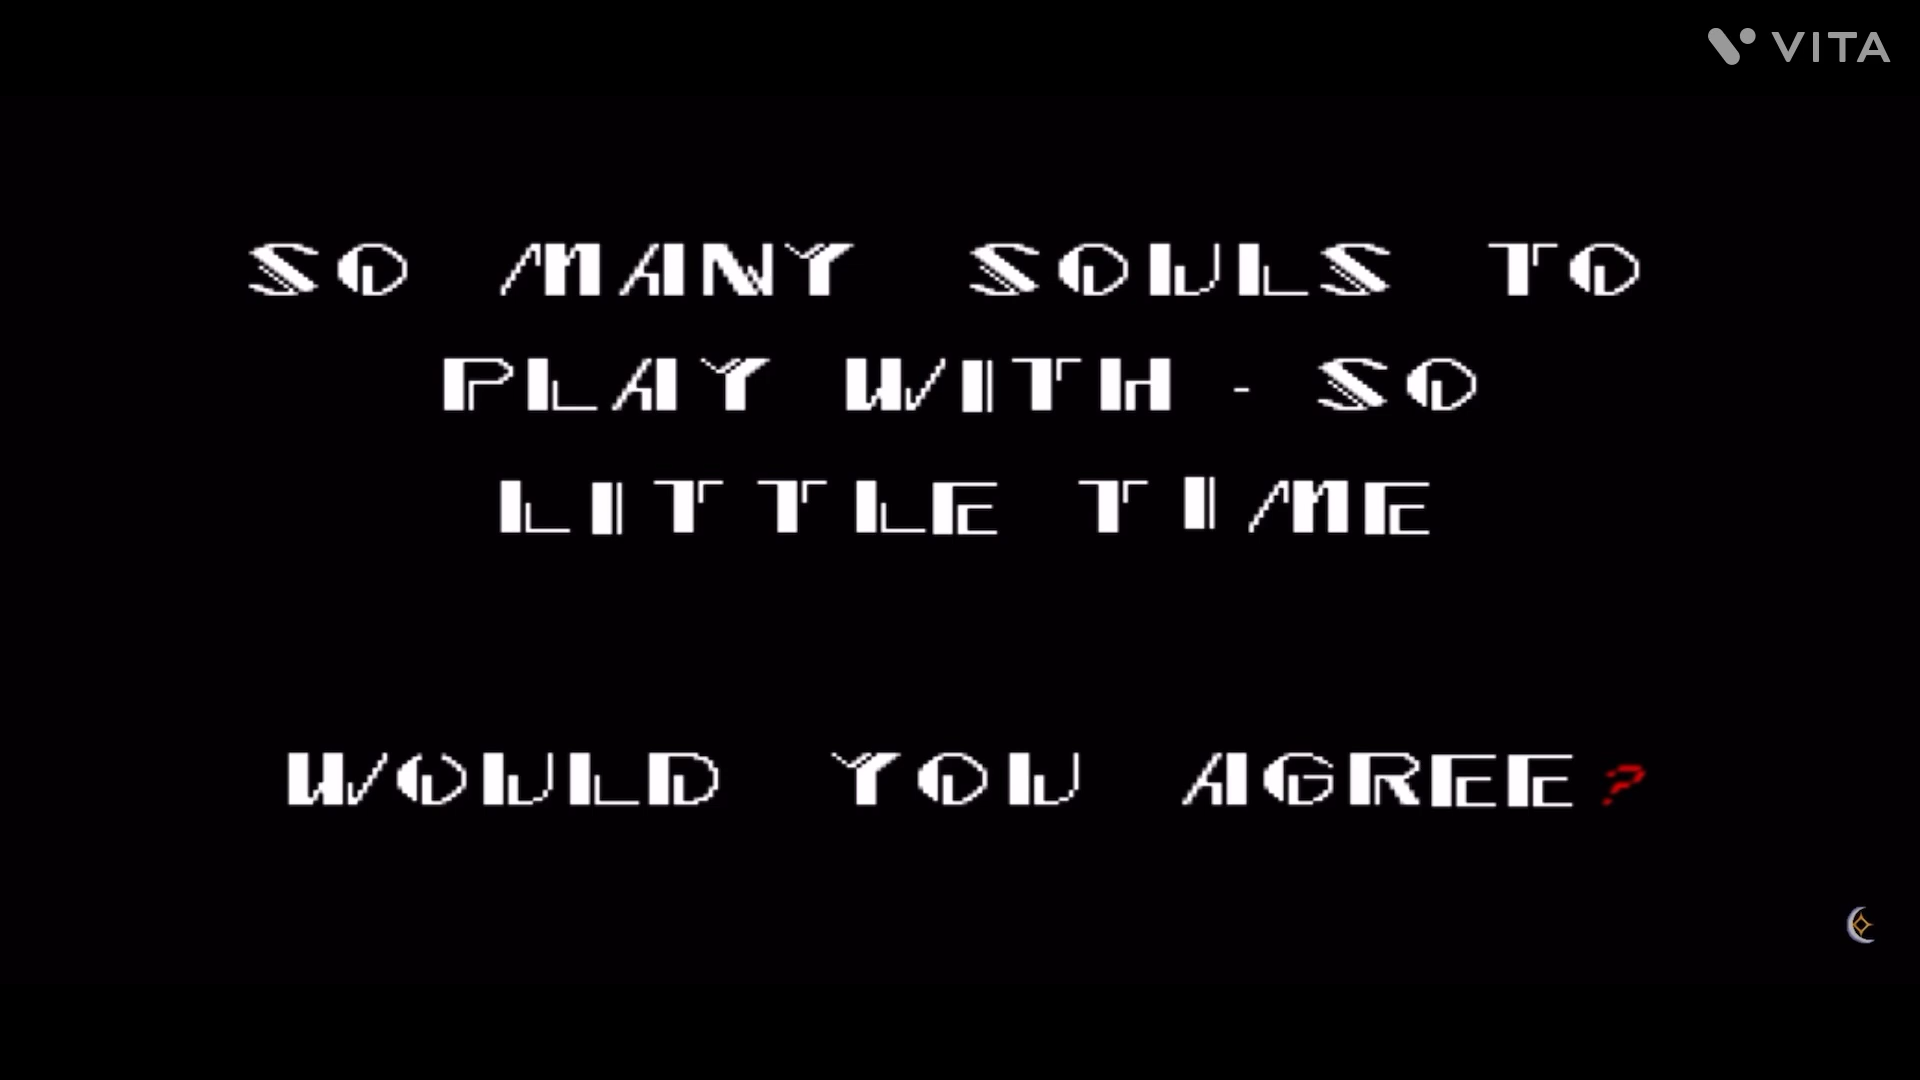 VITA
SO MANY SOULS TO
PLAY WITH - SO
LITTLE TIME
WOULD YOU AGREE?